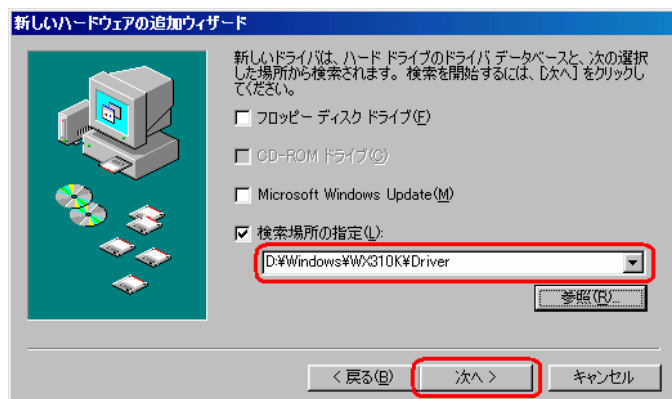 新しいハードウェアの追加ウィザード
新しいドライバは、ハード ドライブのドライバ データベースと、次の選択
した場所から検索されます。検索を開始するには、[次へ] をクリックし
てください。
フロッピー ディスク ドライブ(F)
CD-ROM ドライブ(C)
Microsoft Windows Update(M)
検索場所の指定(L):
D:¥Windows¥WX310K¥Driver
参照(R)...
< 戻る(B)
次へ >
キャンセル